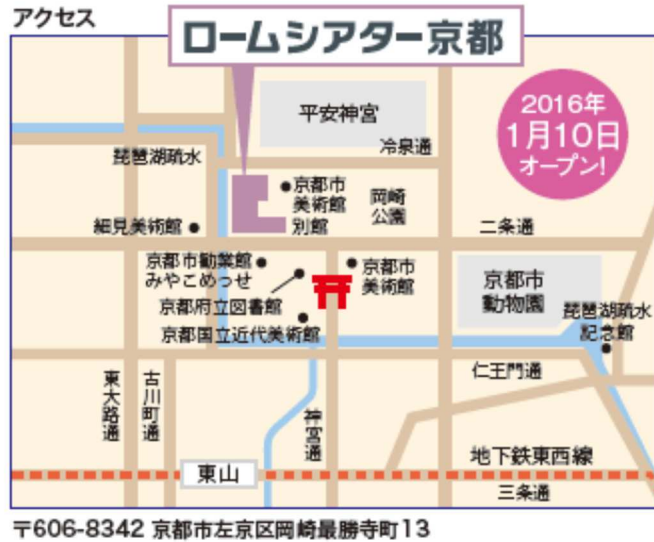 アクセス
ロームシアター京都
2016年
1月10日
オープン!
平安神宮
冷泉通
琵琶湖疏水
京都市
美術館
別館
岡崎
公園
細見美術館
二条通
京都市勧業館
みやこめっせ
京都市
美術館
京都府立図書館
京都国立近代美術館
京都市
動物園
琵琶湖疏水
記念館
仁王門通
東大路通
古川町通
神宮通
地下鉄東西線
東山
三条通
〒606-8342 京都市左京区岡崎最勝寺町13